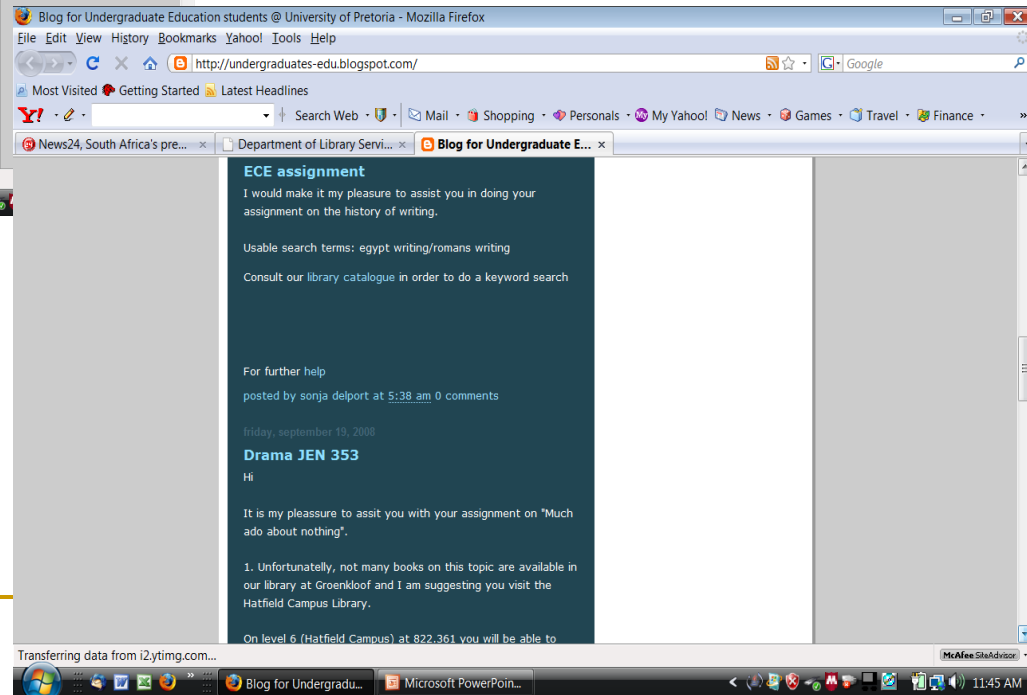 Blog for Undergraduate Education students @ University of Pretoria - Mozilla Firefox
File Edit View History Bookmarks Yahoo! Tools Help
http://undergraduates-edu.blogspot.com/ G Google
Most Visited Getting Started Latest Headlines
Y! Search Web Mail Shopping Personals My Yahoo! News Games Travel Finance »
News24, South Africa's pre... × Department of Library Servi... × Blog for Undergraduate E... ×
ECE assignment
I would make it my pleasure to assist you in doing your
assignment on the history of writing.
Usable search terms: egypt writing/romans writing
Consult our library catalogue in order to do a keyword search
For further help
posted by sonja delport at 5:38 am 0 comments
friday, september 19, 2008
Drama JEN 353
Hi
It is my pleassure to assit you with your assignment on "Much
ado about nothing".
1. Unfortunatelly, not many books on this topic are available in
our library at Groenkloof and I am suggesting you visit the
Hatfield Campus Library.
On level 6 (Hatfield Campus) at 822.361 you will be able to
Transferring data from i2.ytimg.com... McAfee SiteAdvisor
» Blog for Undergradu... Microsoft PowerPoin... < 11:45 AM